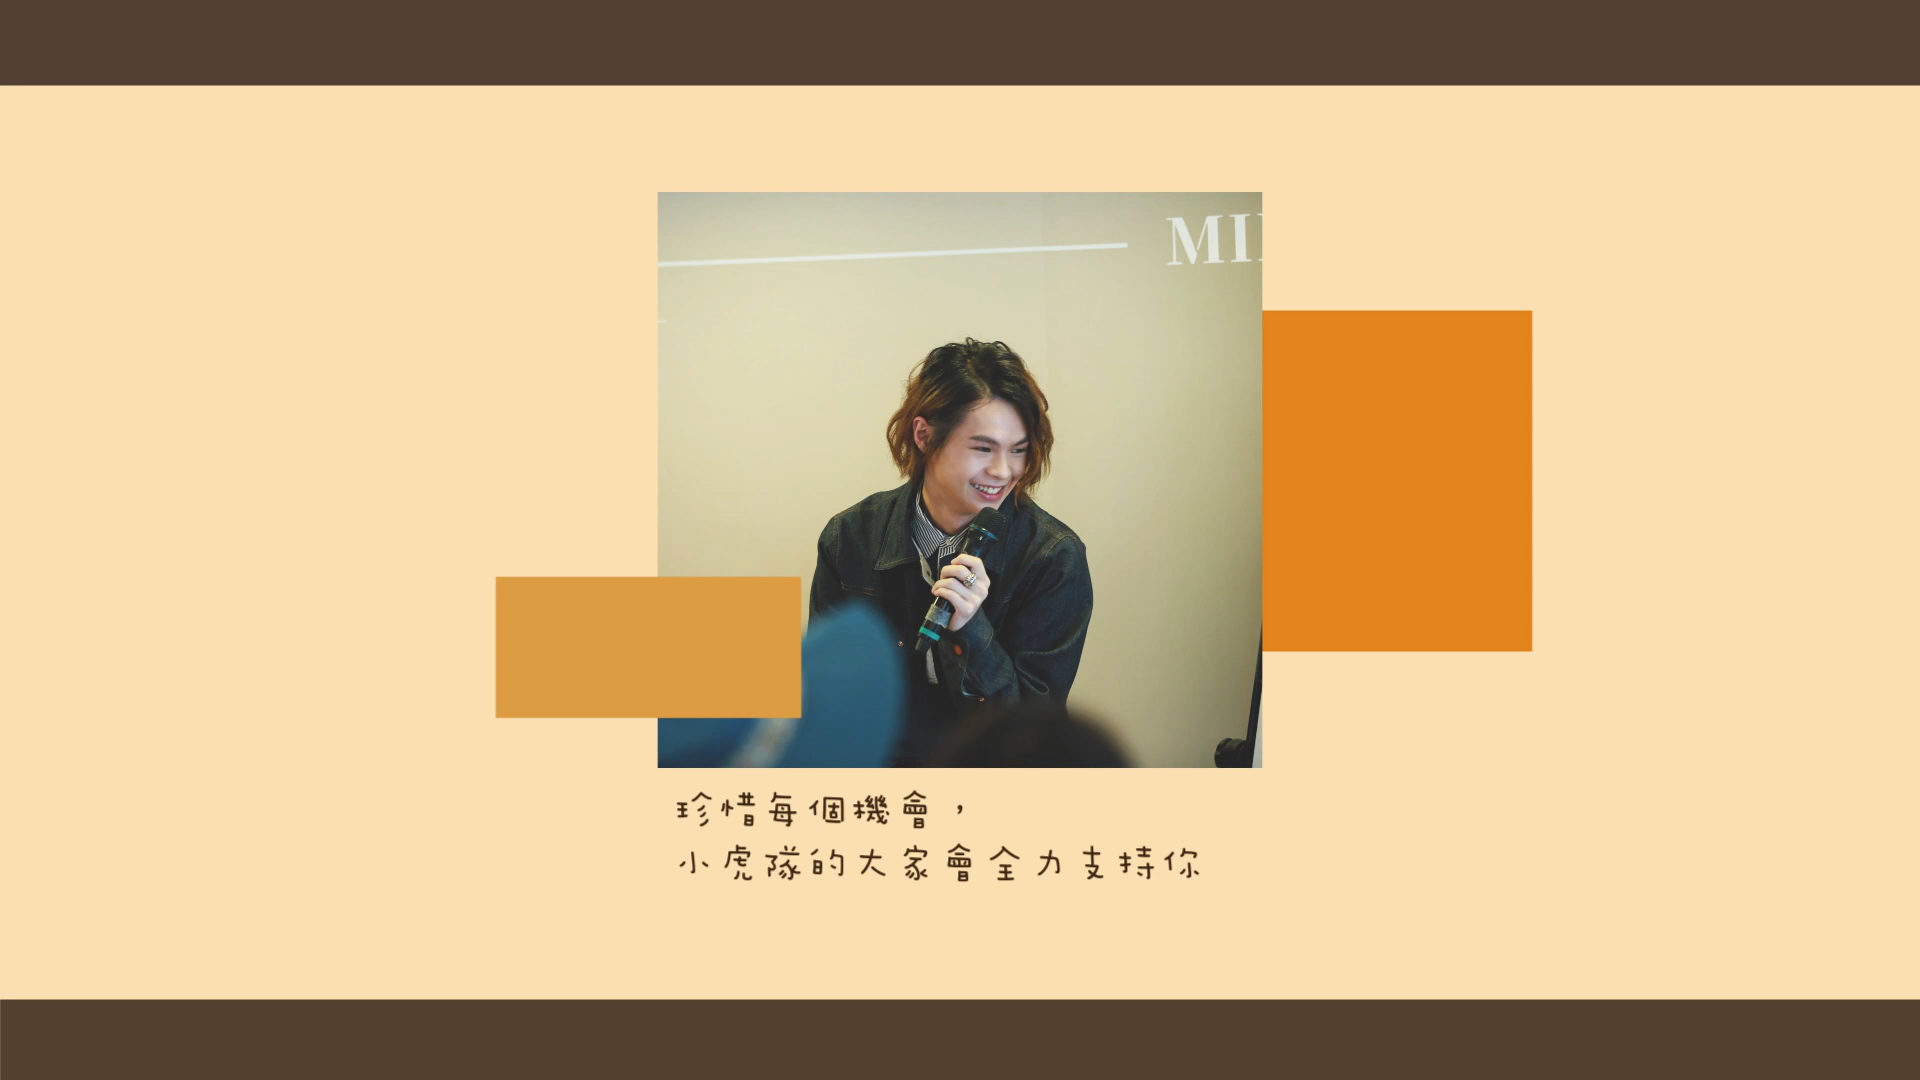 MI
珍惜每個機會，
小虎隊的大家會全力支持你